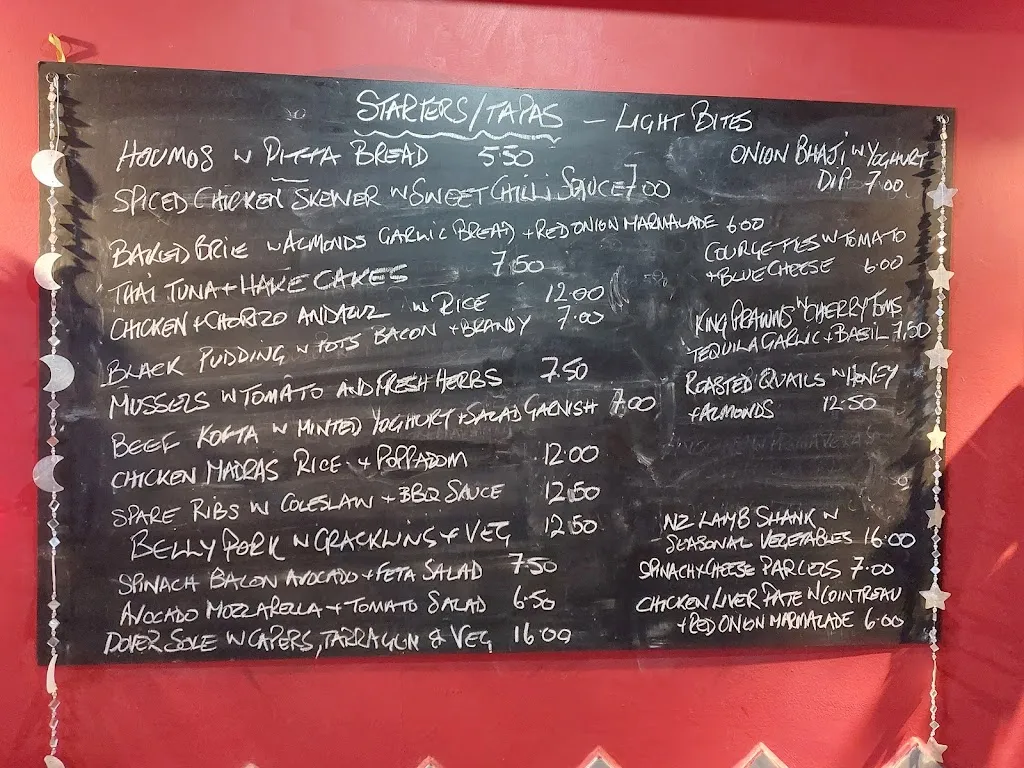 STARTERS/TAPAS - LIGHT BITES
HOUMOS W PITTA BREAD 5.50
SPICED CHICKEN SKEWER W SWEET CHILLI SAUCE 7.00
BAKED BRIE W ALMONDS GARLIC BREAD + RED ONION MARMALADE 6.00
THAI TUNA + HAKE CAKES 7.50
CHICKEN + CHORIZO ANDALUZ W RICE 12.00
BLACK PUDDING W POTS BACON + BRANDY 7.00
MUSSELS W TOMATO AND FRESH HERBS 7.50
BEEF KOFTA W MINTED YOGHURT + SALAD GARNISH 7.00
CHICKEN MADRAS RICE + POPPADOM 12.00
SPARE RIBS W COLESLAW + BBQ SAUCE 12.50
BELLY PORK W CRACKLING + VEG 12.50
SPINACH BACON AVOCADO + FETA SALAD 7.50
AVOCADO MOZZARELLA + TOMATO SALAD 6.50
DOVER SOLE W CAPERS, TARRAGON & VEG 16.00
ONION BHAJI W YOGHURT
DIP 7.00
COURGETTES W TOMATO
+ BLUE CHEESE 6.00
KING PRAWNS W CHERRY TOMS
TEQUILA GARLIC + BASIL 7.50
ROASTED QUAILS W HONEY
+ ALMONDS 12.50
NZ LAMB SHANK W
SEASONAL VEGETABLES 16.00
SPINACH + CHEESE PARCELS 7.00
CHICKEN LIVER PATE W COINTREAU
+ RED ONION MARMALADE 6.00